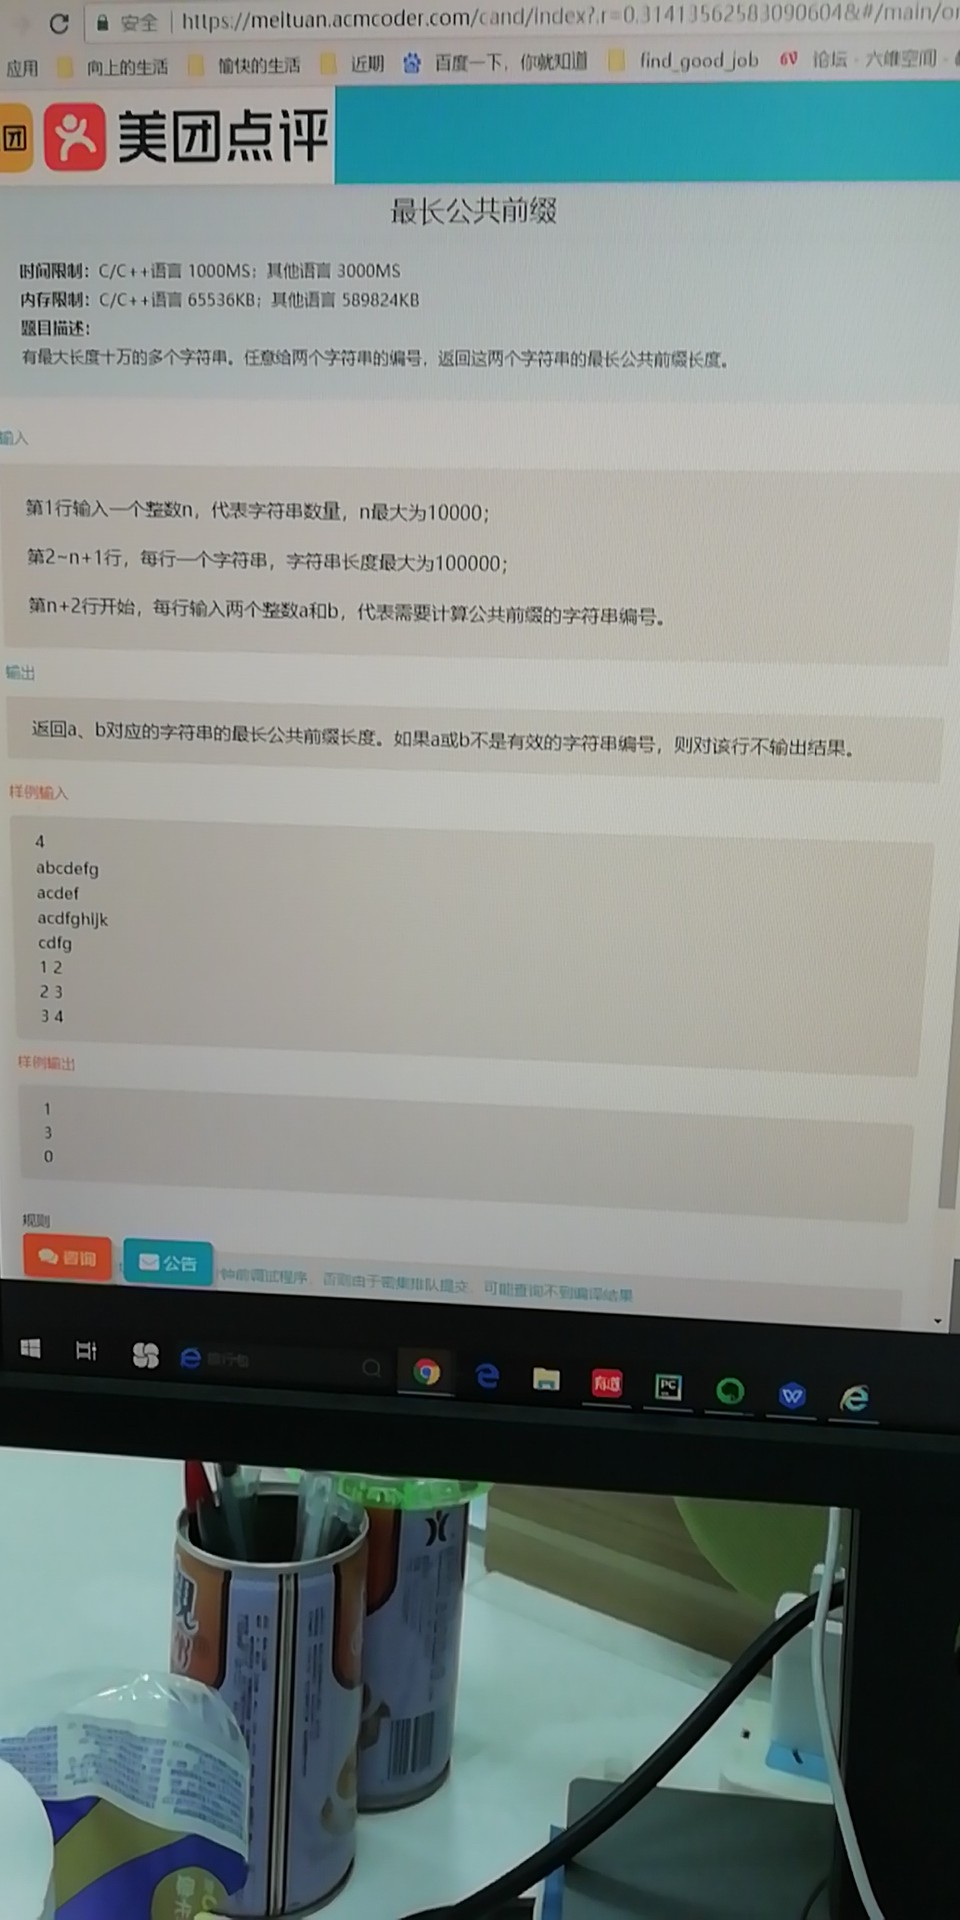 安全 https://meituan.acmcoder.com/cand/index?.r=0.31413562583090604&#/main/or
应用 向上的生活 愉快的生活 近期 百度一下，你就知道 find_good_job 6V 论坛 - 六维空间 -
团 美团点评
最长公共前缀
时间限制：C/C++语言 1000MS；其他语言 3000MS
内存限制：C/C++语言 65536KB；其他语言 589824KB
题目描述：
有最大长度十万的多个字符串。任意给两个字符串的编号，返回这两个字符串的最长公共前缀长度。
输入
第1行输入一个整数n，代表字符串数量，n最大为10000；
第2~n+1行，每行一个字符串，字符串长度最大为100000；
第n+2行开始，每行输入两个整数a和b，代表需要计算公共前缀的字符串编号。
输出
返回a、b对应的字符串的最长公共前缀长度。如果a或b不是有效的字符串编号，则对该行不输出结果。
样例输入
4
abcdefg
acdef
acdfghijk
cdfg
1 2
2 3
3 4
样例输出
1
3
0
规则
咨询 公告 钟前调试程序，否则由于密集排队提交，可能查询不到编译结果
旅行包 有道 PC W